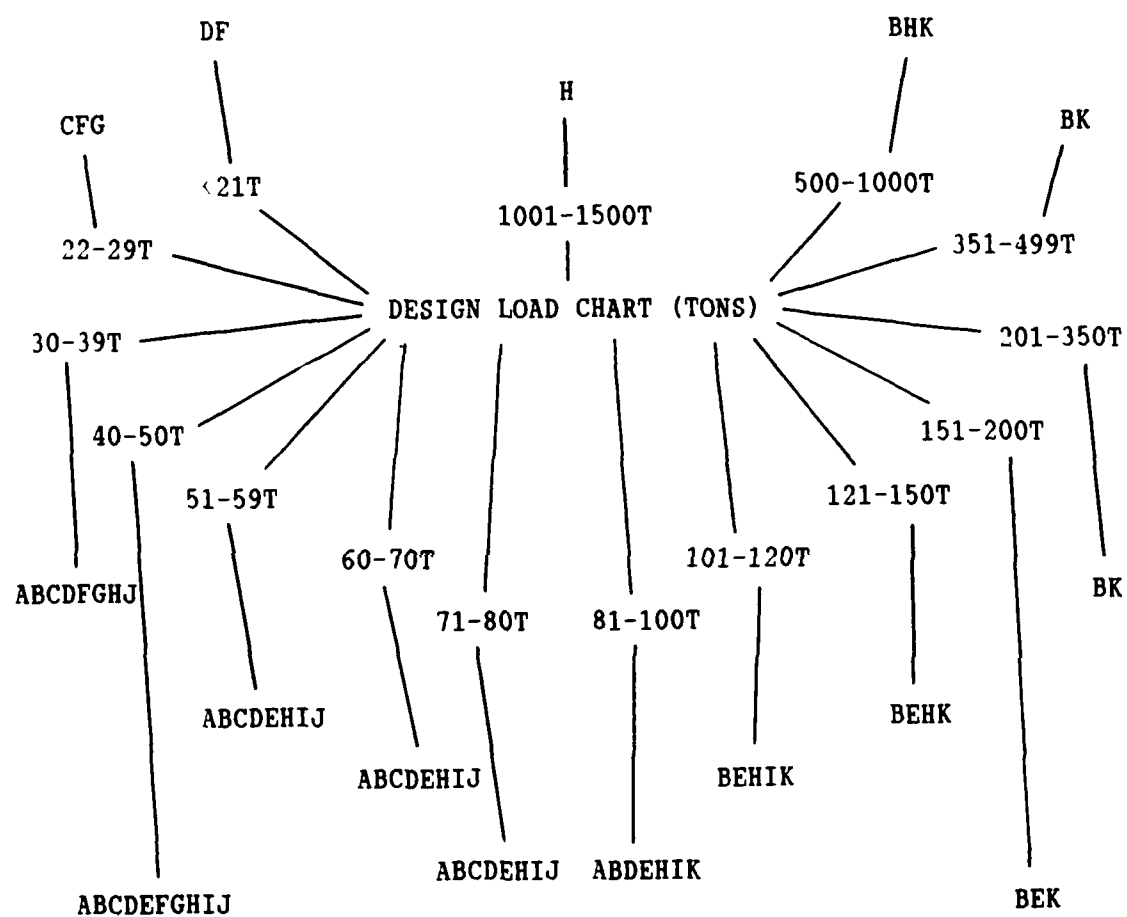 DF
BHK
H
CFG
BK
<21T
500-1000T
1001-1500T
22-29T
351-499T
DESIGN LOAD CHART (TONS)
30-39T
201-350T
40-50T
151-200T
51-59T
121-150T
60-70T
101-120T
ABCDFGHJ
BK
71-80T
81-100T
ABCDEHIJ
BEHK
ABCDEHIJ
BEHIK
ABCDEHIJ
ABDEHIK
ABCDEFGHIJ
BEK